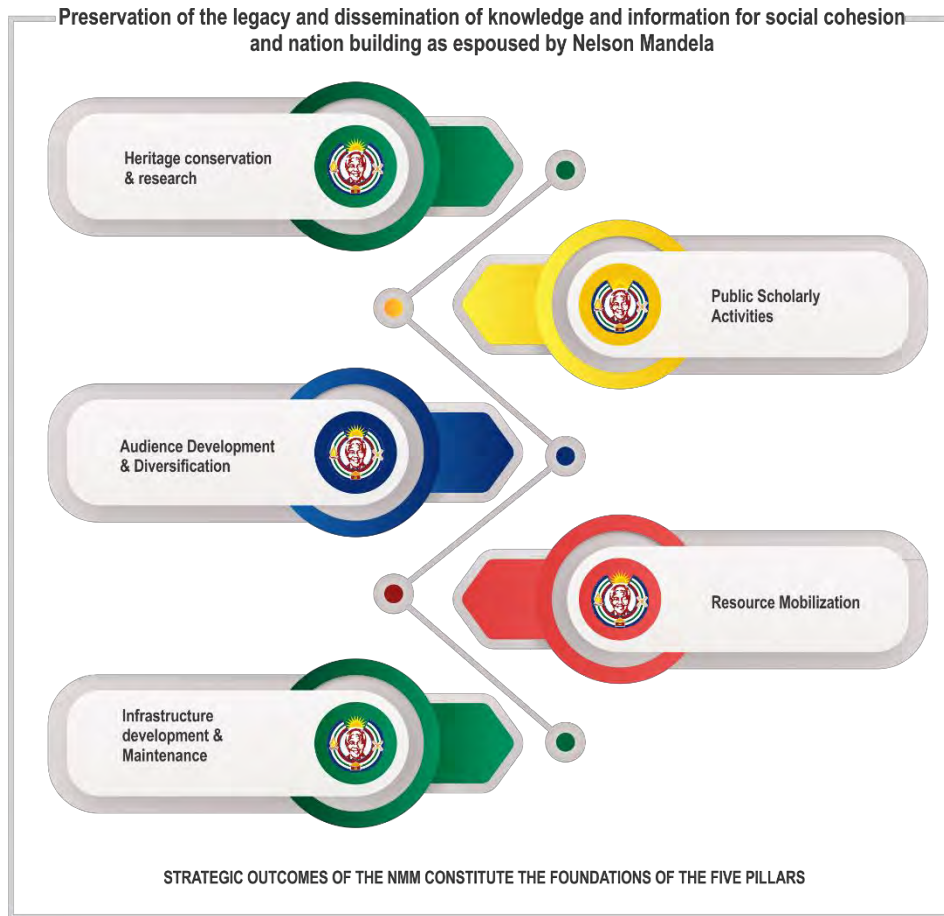 Preservation of the legacy and dissemination of knowledge and information for social cohesion
and nation building as espoused by Nelson Mandela
Heritage conservation
& research
Public Scholarly
Activities
Audience Development
& Diversification
Resource Mobilization
Infrastructure
development &
Maintenance
STRATEGIC OUTCOMES OF THE NMM CONSTITUTE THE FOUNDATIONS OF THE FIVE PILLARS